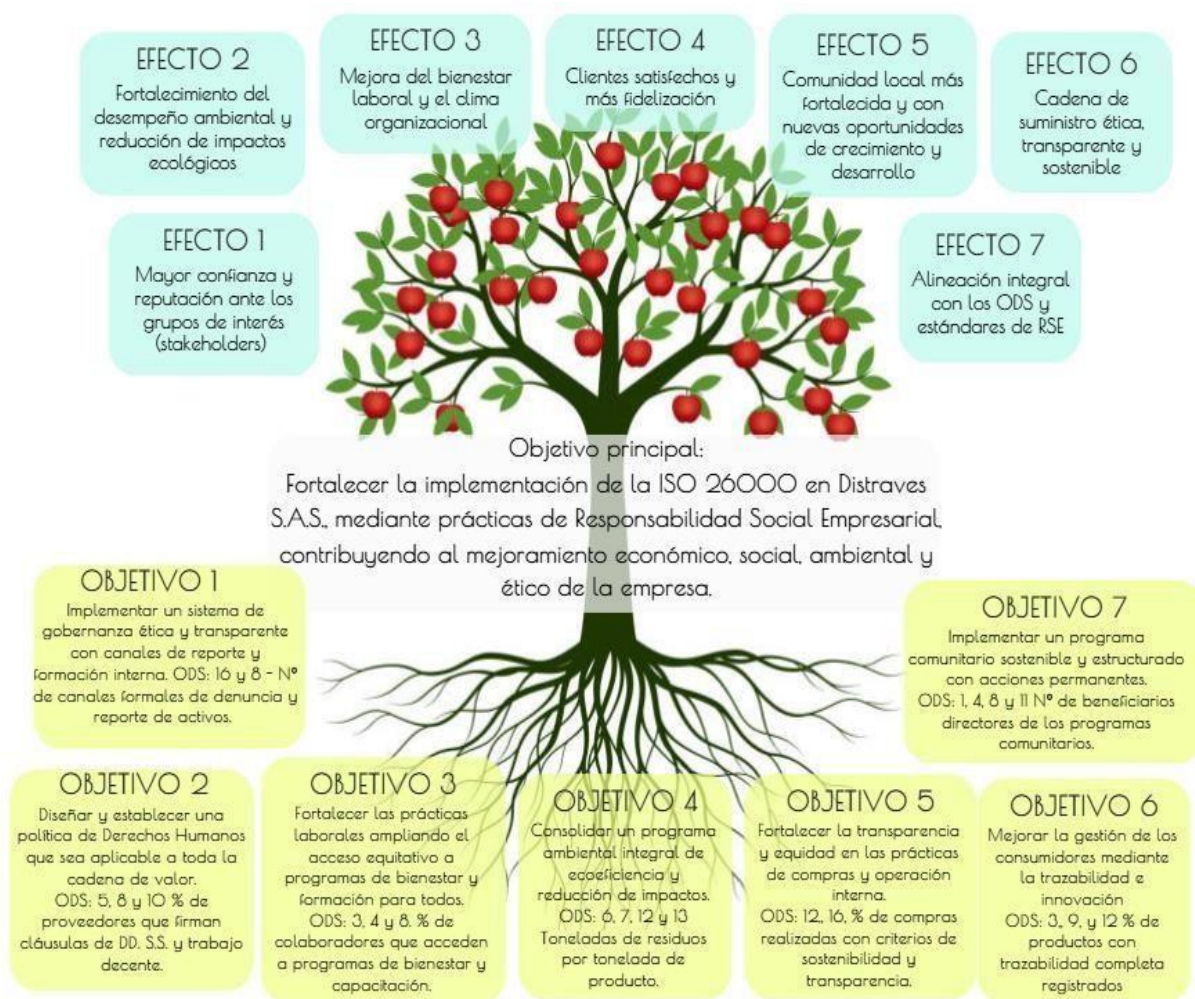 EFECTO 2
Fortalecimiento del
desempeño ambiental y
reducción de impactos
ecológicos
EFECTO 3
Mejora del bienestar
laboral y el clima
organizacional
EFECTO 4
Clientes satisfechos y
más fidelización
EFECTO 5
Comunidad local más
fortalecida y con
nuevas oportunidades
de crecimiento y
desarrollo
EFECTO 6
Cadena de
suministro ética,
transparente y
sostenible
EFECTO 1
Mayor confianza y
reputación ante los
grupos de interés
(stakeholders)
EFECTO 7
Alineación integral
con los ODS y
estándares de RSE
Objetivo principal:
Fortalecer la implementación de la ISO 26000 en Distraves
S.A.S., mediante prácticas de Responsabilidad Social Empresarial,
contribuyendo al mejoramiento económico, social, ambiental y
ético de la empresa.
OBJETIVO 1
Implementar un sistema de
gobernanza ética y transparente
con canales de reporte y
formación interna. ODS: 16 y 8 - Nº
de canales formales de denuncia y
reporte de activos.
OBJETIVO 7
Implementar un programa
comunitario sostenible y estructurado
con acciones permanentes.
ODS: 1, 4, 8 y 11 Nº de beneficiarios
directores de los programas
comunitarios.
OBJETIVO 2
Diseñar y establecer una
política de Derechos Humanos
que sea aplicable a toda la
cadena de valor.
ODS: 5, 8 y 10 % de
proveedores que firman
cláusulas de DD. S.S. y trabajo
decente.
OBJETIVO 3
Fortalecer las prácticas
laborales ampliando el
acceso equitativo a
programas de bienestar y
formación para todos.
ODS: 3, 4 y 8. % de
colaboradores que acceden
a programas de bienestar y
capacitación.
OBJETIVO 4
Consolidar un programa
ambiental integral de
ecoeficiencia y
reducción de impactos.
ODS: 6, 7, 12 y 13
Toneladas de residuos
por tonelada de
producto.
OBJETIVO 5
Fortalecer la transparencia
y equidad en las prácticas
de compras y operación
interna.
ODS: 12, 16, % de compras
realizadas con criterios de
sostenibilidad y
transparencia.
OBJETIVO 6
Mejorar la gestión de los
consumidores mediante
la trazabilidad e
innovación
ODS: 3,, 9, y 12 % de
productos con
trazabilidad completa
registrados